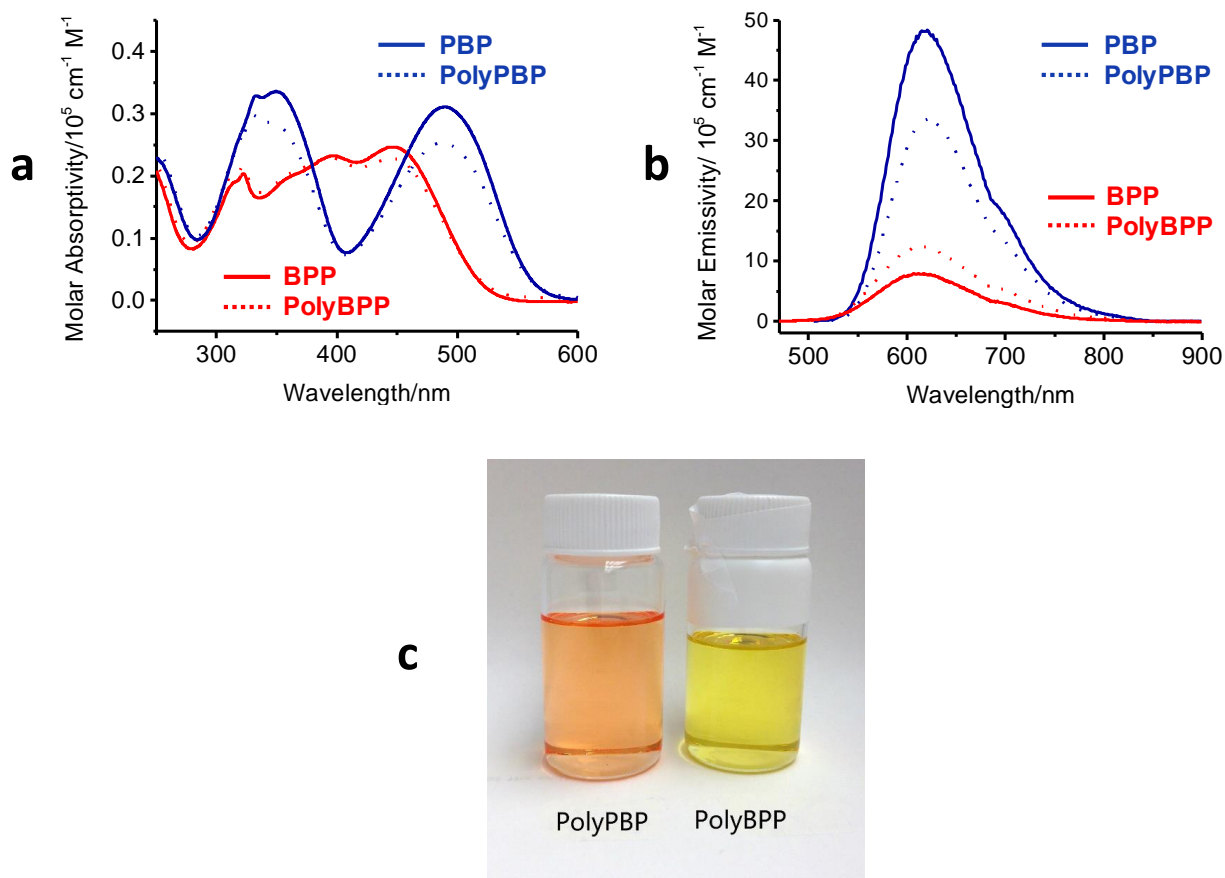 a
Molar Absorptivity/10⁵ cm⁻¹ M⁻¹
0.4
0.3
0.2
0.1
0.0
PBP
PolyPBP
BPP
PolyBPP
300 400 500 600
Wavelength/nm
b
Molar Emissivity/ 10⁵ cm⁻¹ M⁻¹
50
40
30
20
10
0
PBP
PolyPBP
BPP
PolyBPP
500 600 700 800 900
Wavelength/nm
c
PolyPBP PolyBPP